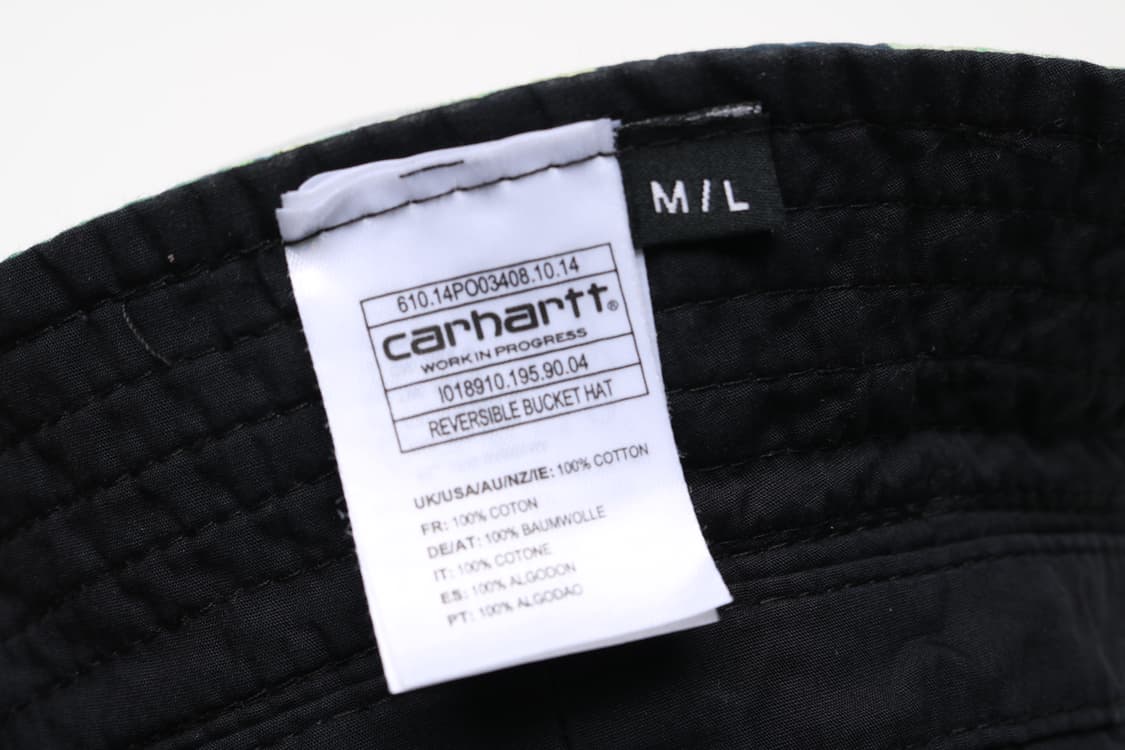 M/L
610.14PO03408.10.14
carhartt®
WORK IN PROGRESS
I018910.195.90.04
REVERSIBLE BUCKET HAT
UK/USA/AU/NZ/IE: 100% COTTON
FR: 100% COTON
DE/AT: 100% BAUMWOLLE
IT: 100% COTONE
ES: 100% ALGODON
PT: 100% ALGODAO